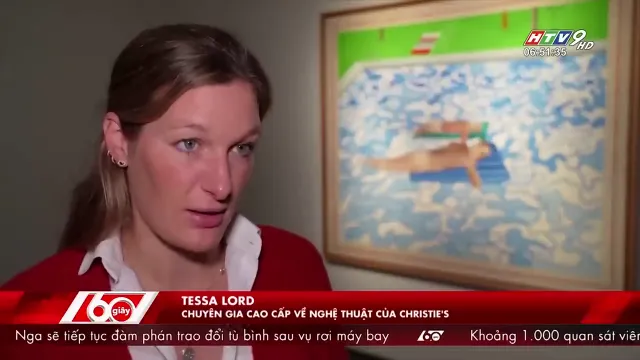 HTV9 HD
06:51:35
60 giây
TESSA LORD
CHUYÊN GIA CAO CẤP VỀ NGHỆ THUẬT CỦA CHRISTIE'S
Nga sẽ tiếp tục đàm phán trao đổi tù binh sau vụ rơi máy bay 60 giây Khoảng 1.000 quan sát viê